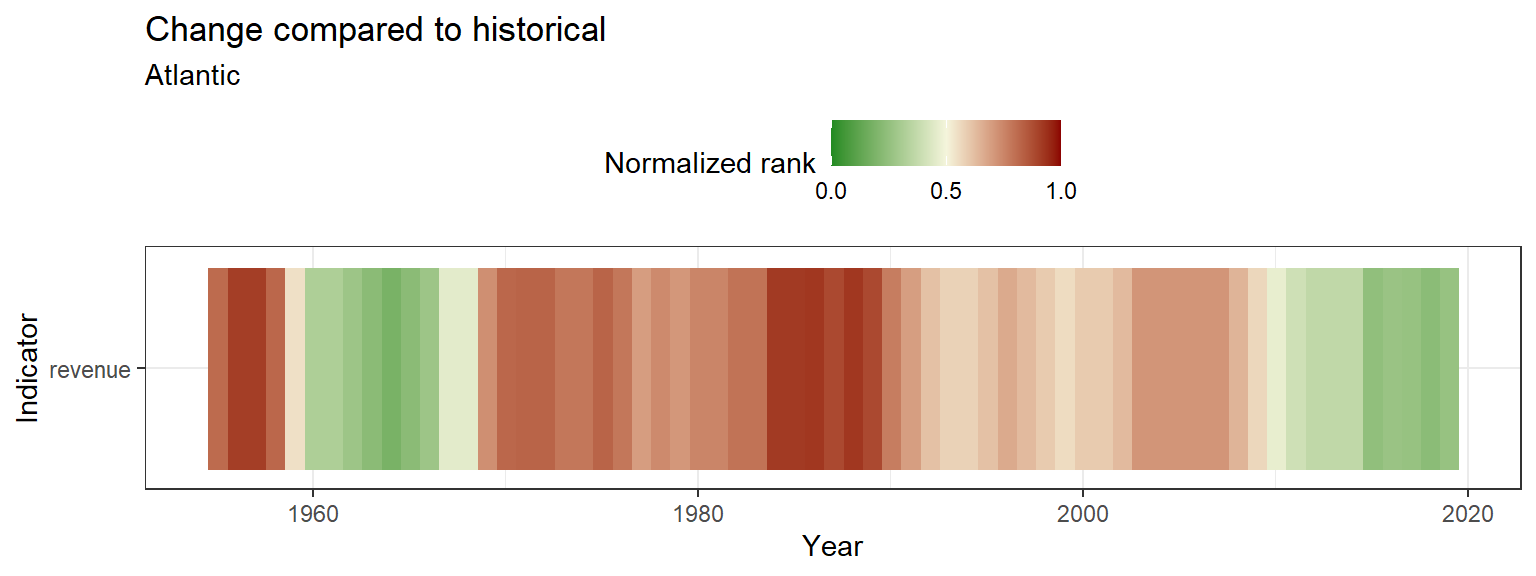 Change compared to historical
Atlantic
Normalized rank
0.0 0.5 1.0
Indicator
revenue
1960 1980 2000 2020
Year